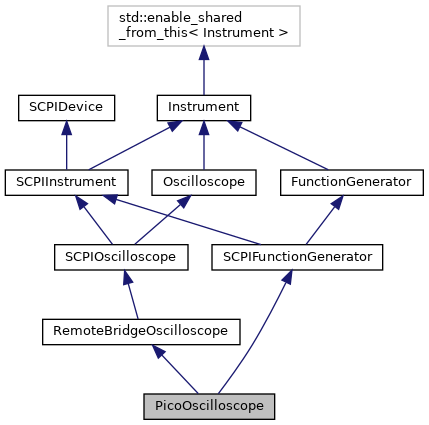 std::enable_shared
_from_this< Instrument >
SCPIDevice
Instrument
SCPIInstrument
Oscilloscope
FunctionGenerator
SCPIOscilloscope
SCPIFunctionGenerator
RemoteBridgeOscilloscope
PicoOscilloscope